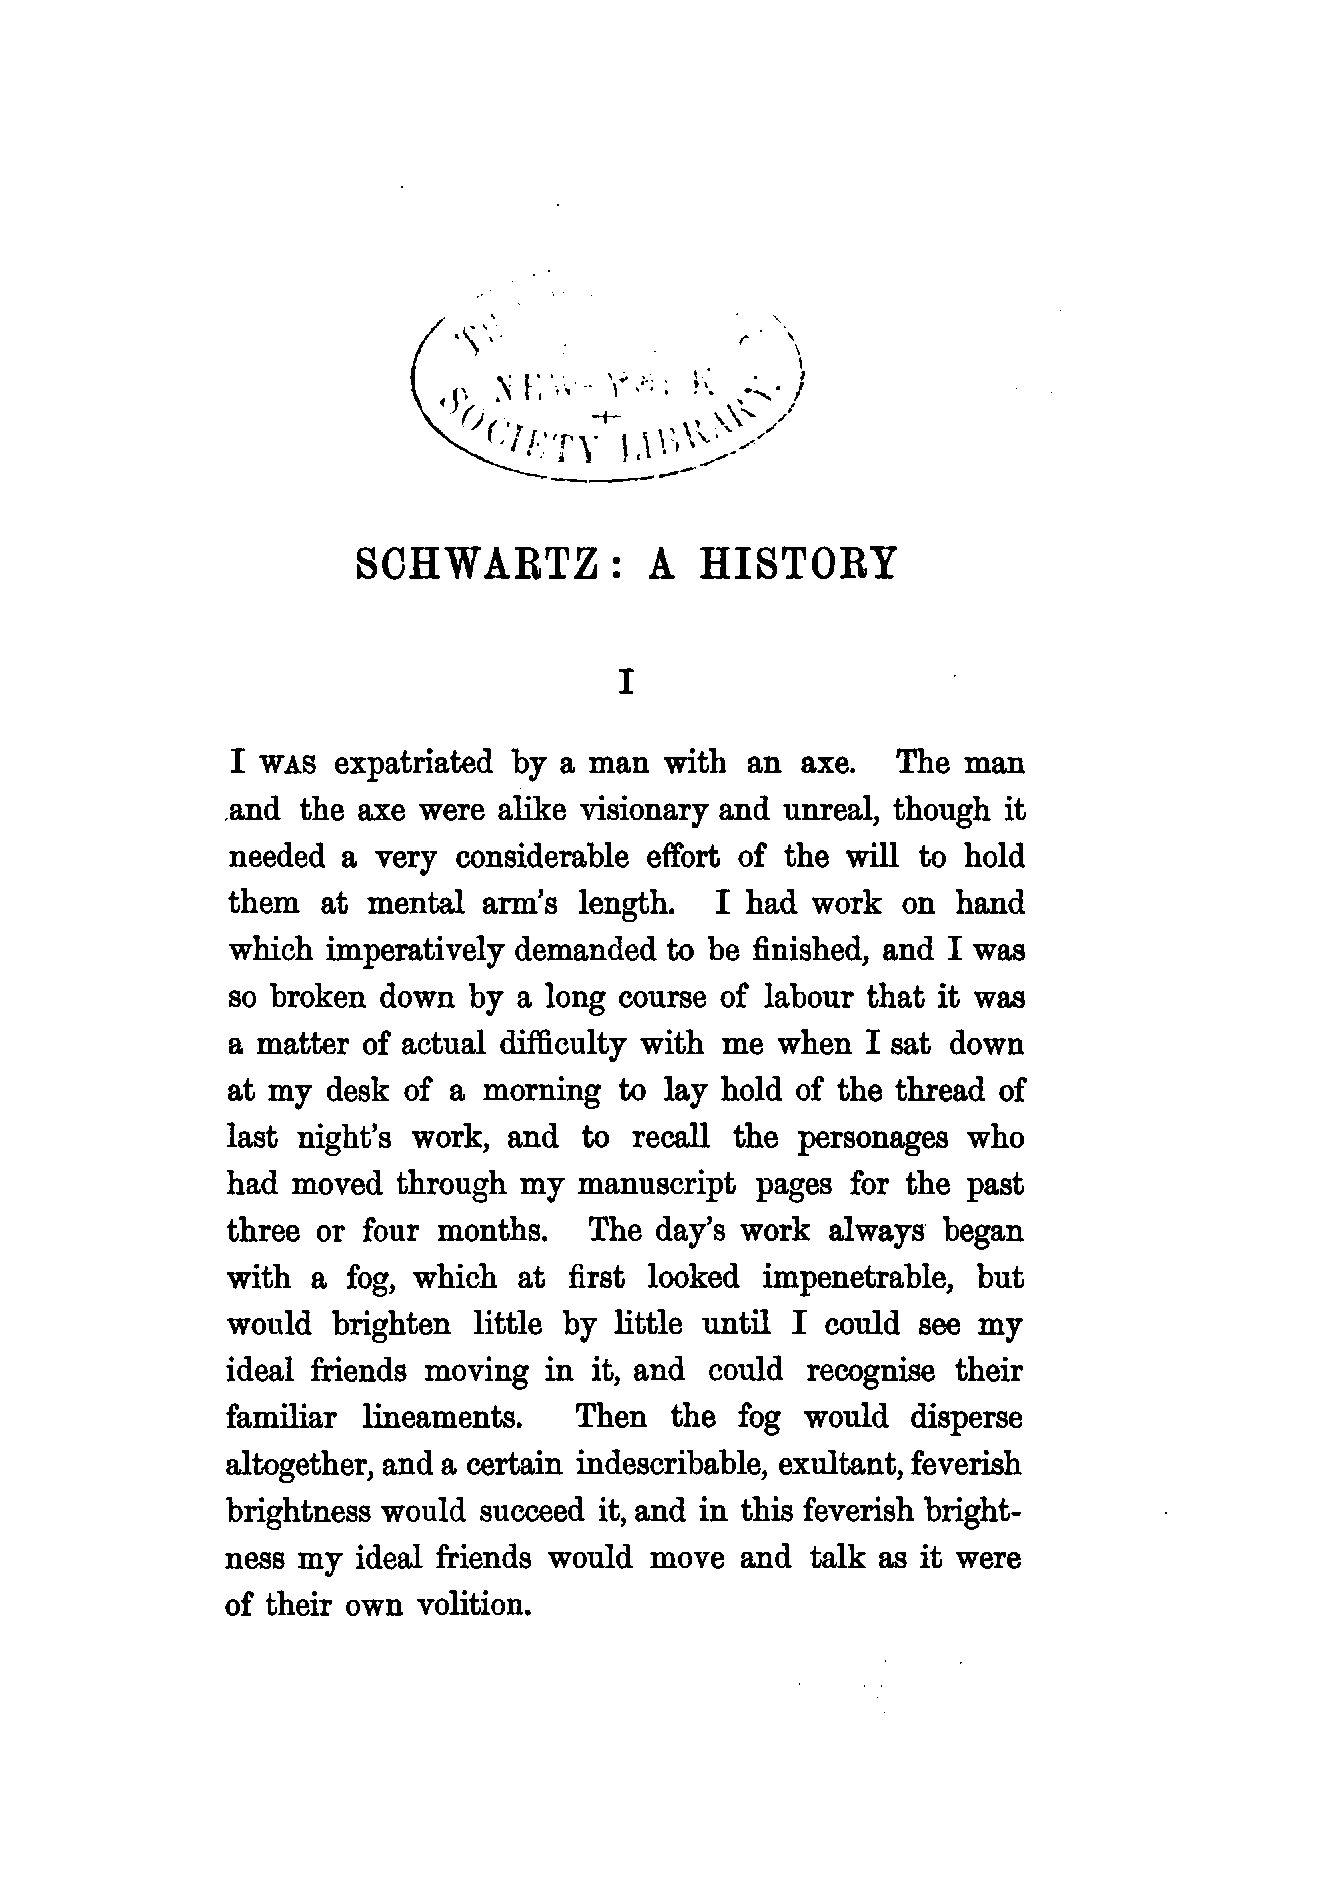 NEW-YORK
SOCIETY LIBRARY.
SCHWARTZ: A HISTORY
I
I WAS expatriated by a man with an axe. The man
and the axe were alike visionary and unreal, though it
needed a very considerable effort of the will to hold
them at mental arm's length. I had work on hand
which imperatively demanded to be finished, and I was
so broken down by a long course of labour that it was
a matter of actual difficulty with me when I sat down
at my desk of a morning to lay hold of the thread of
last night's work, and to recall the personages who
had moved through my manuscript pages for the past
three or four months. The day's work always began
with a fog, which at first looked impenetrable, but
would brighten little by little until I could see my
ideal friends moving in it, and could recognise their
familiar lineaments. Then the fog would disperse
altogether, and a certain indescribable, exultant, feverish
brightness would succeed it, and in this feverish bright-
ness my ideal friends would move and talk as it were
of their own volition.